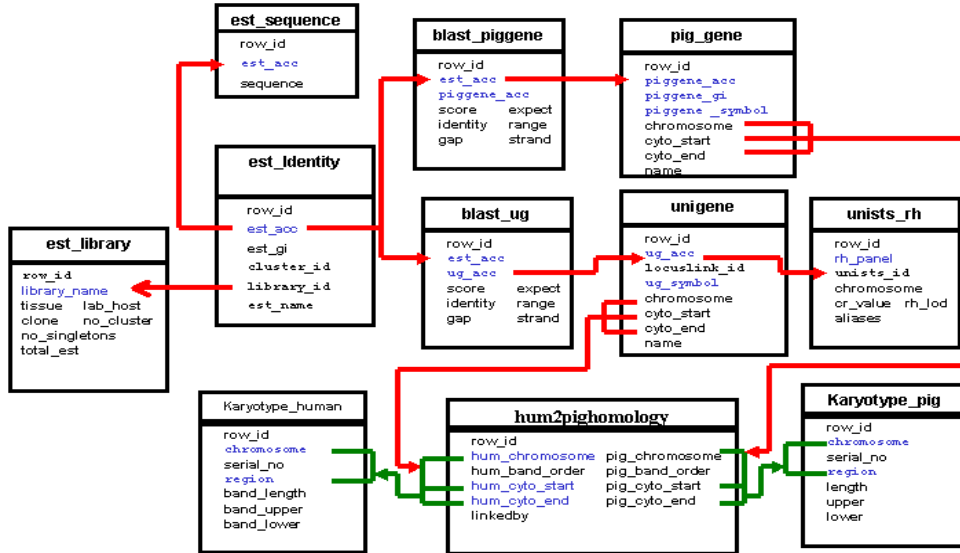 est_sequence
row_id
est_acc
sequence
blast_piggene
row_id
est_acc
piggene_acc
score expect
identity range
gap strand
pig_gene
row_id
piggene_acc
piggene_gi
piggene _symbol
chromosome
cyto_start
cyto_end
name
est_Identity
row_id
est_acc
est_gi
cluster_id
library_id
est_name
est_library
row_id
library_name
tissue lab_host
clone no_cluster
no_singletons
total_est
blast_ug
row_id
est_acc
ug_acc
score expect
identity range
gap strand
unigene
row_id
ug_acc
locuslink_id
ug_symbol
chromosome
cyto_start
cyto_end
name
unists_rh
row_id
rh_panel
unists_id
chromosome
cr_value rh_lod
aliases
Karyotype_human
row_id
chromosome
serial_no
region
band_length
band_upper
band_lower
hum2pighomology
row_id
hum_chromosome pig_chromosome
hum_band_order pig_band_order
hum_cyto_start pig_cyto_start
hum_cyto_end pig_cyto_end
linkedby
Karyotype_pig
row_id
chromosome
serial_no
region
length
upper
lower